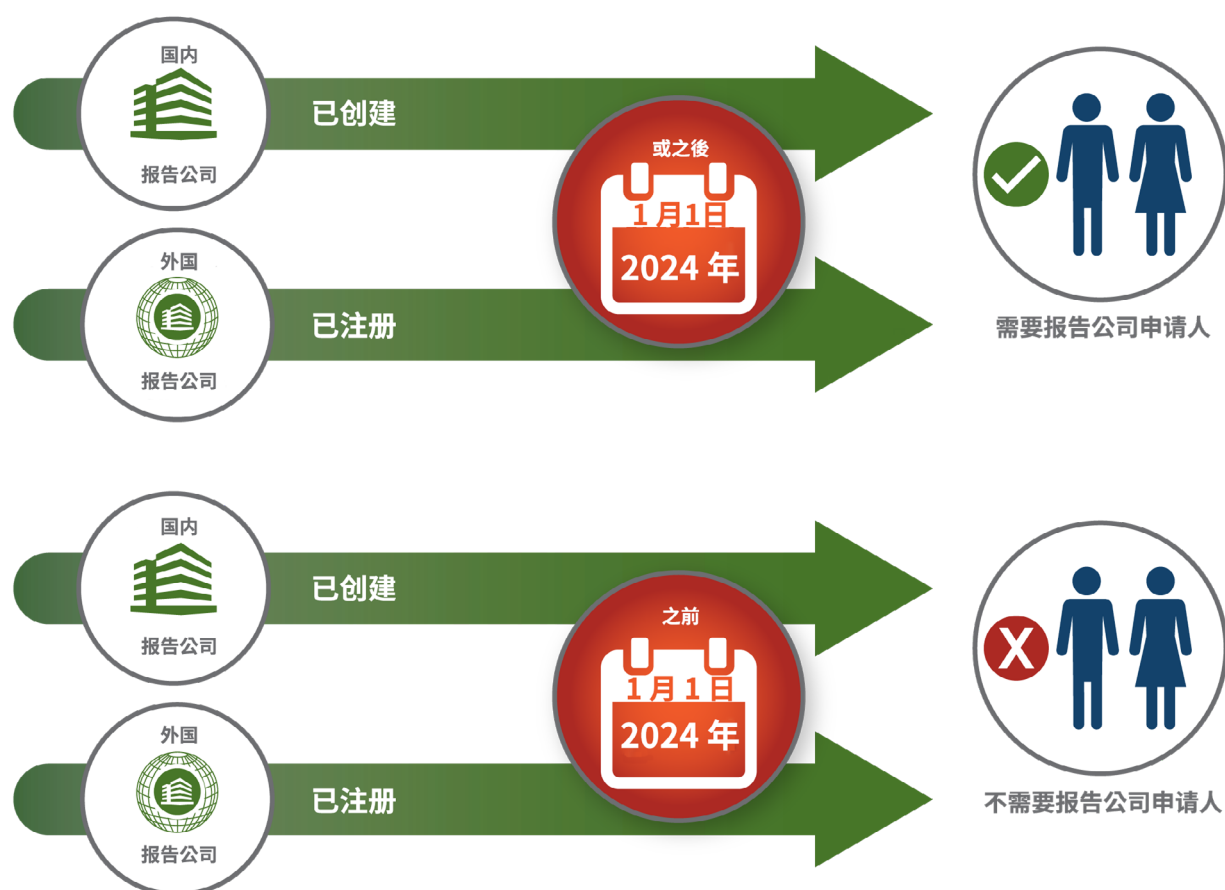 国内
报告公司
已创建
或之後
1月1日
2024 年
外国
报告公司
已注册
需要报告公司申请人
国内
报告公司
已创建
之前
1月1日
2024 年
外国
报告公司
已注册
X
不需要报告公司申请人